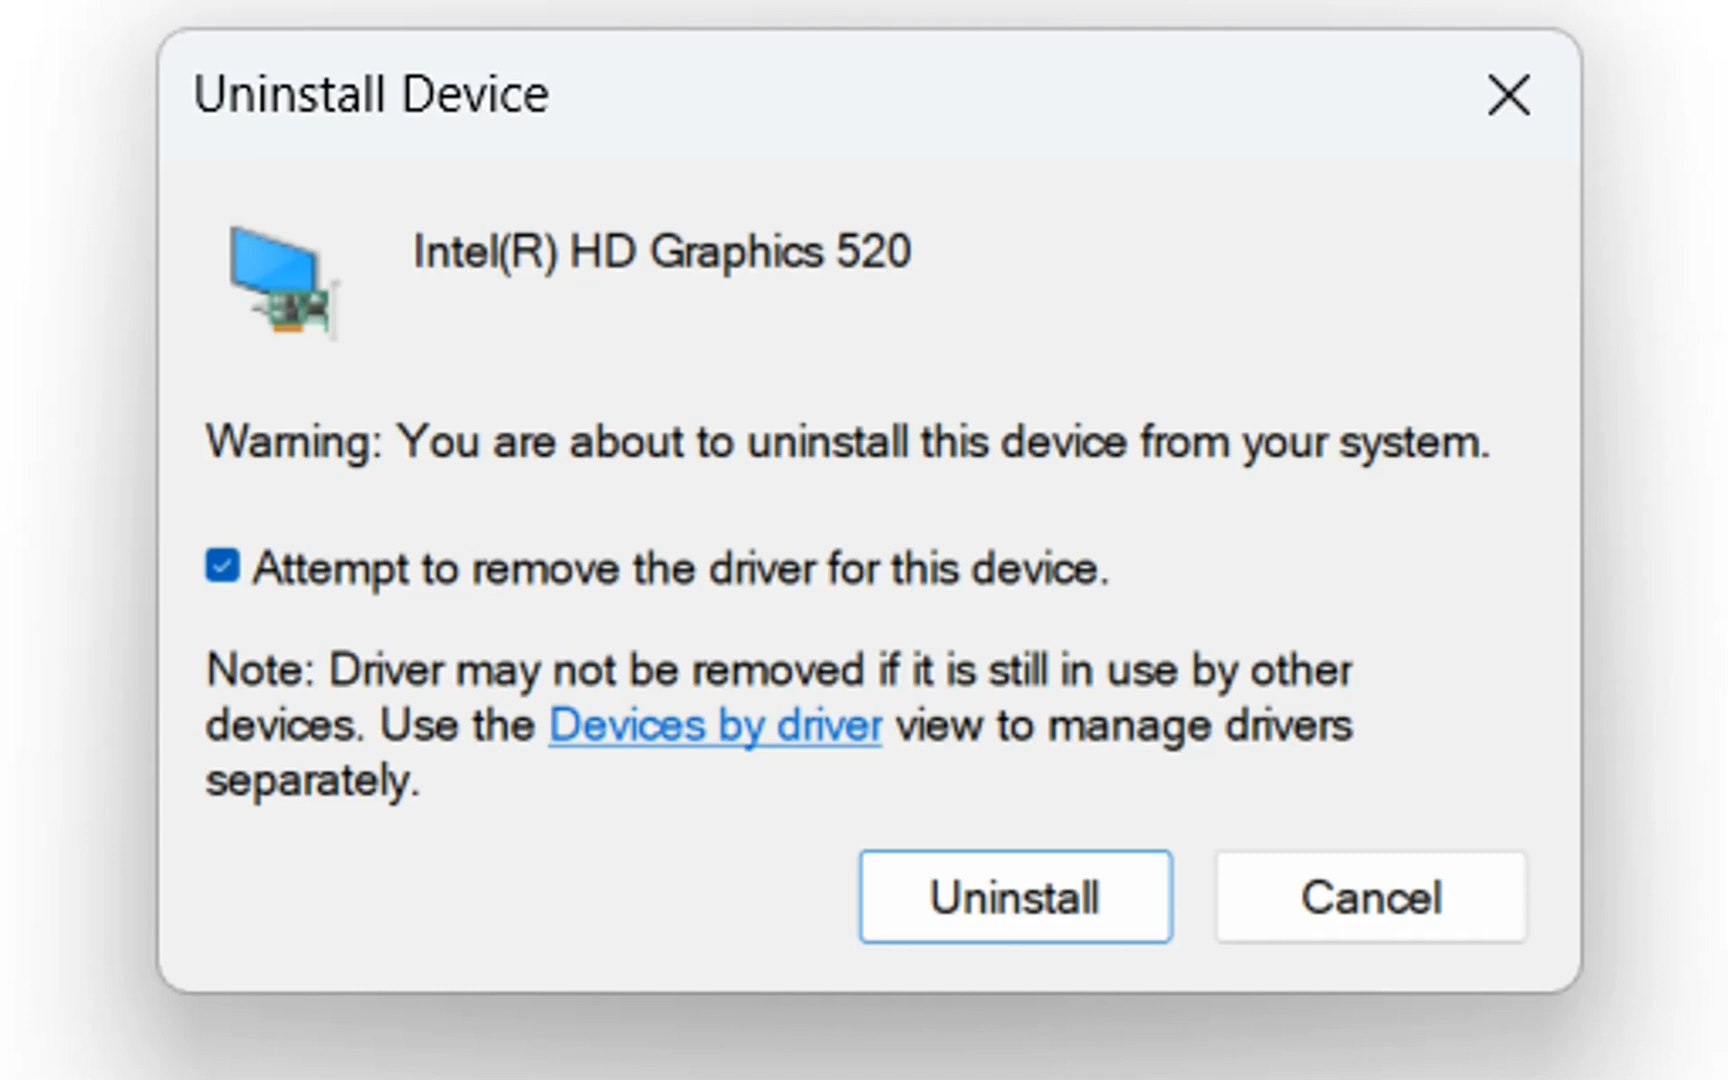 Uninstall Device
Intel(R) HD Graphics 520
Warning: You are about to uninstall this device from your system.
Attempt to remove the driver for this device.
Note: Driver may not be removed if it is still in use by other
devices. Use the Devices by driver view to manage drivers
separately.
Uninstall
Cancel